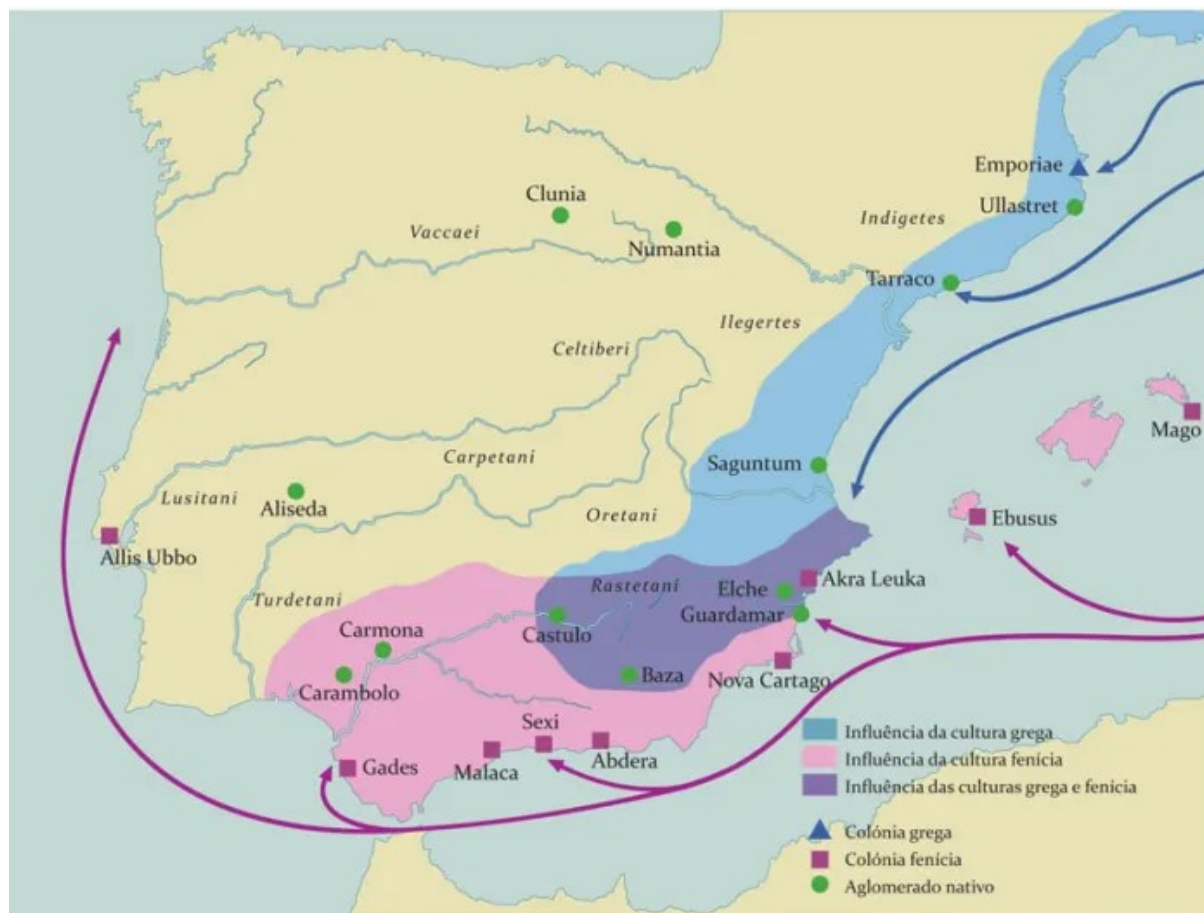 Emporiae
Ullastret
Indigetes
Clunia
Vaccaei
Numantia
Tarraco
Ilegertes
Celtiberi
Mago
Carpetani
Saguntum
Lusitani
Aliseda
Oretani
Ebusus
Allis Ubbo
Akra Leuka
Rastetani
Elche
Turdetani
Guardamar
Carmona
Castulo
Carambolo
Baza
Nova Cartago
Sexi
Gades
Malaca
Abdera
Influência da cultura grega
Influência da cultura fenícia
Influência das culturas grega e fenícia
Colónia grega
Colónia fenícia
Aglomerado nativo